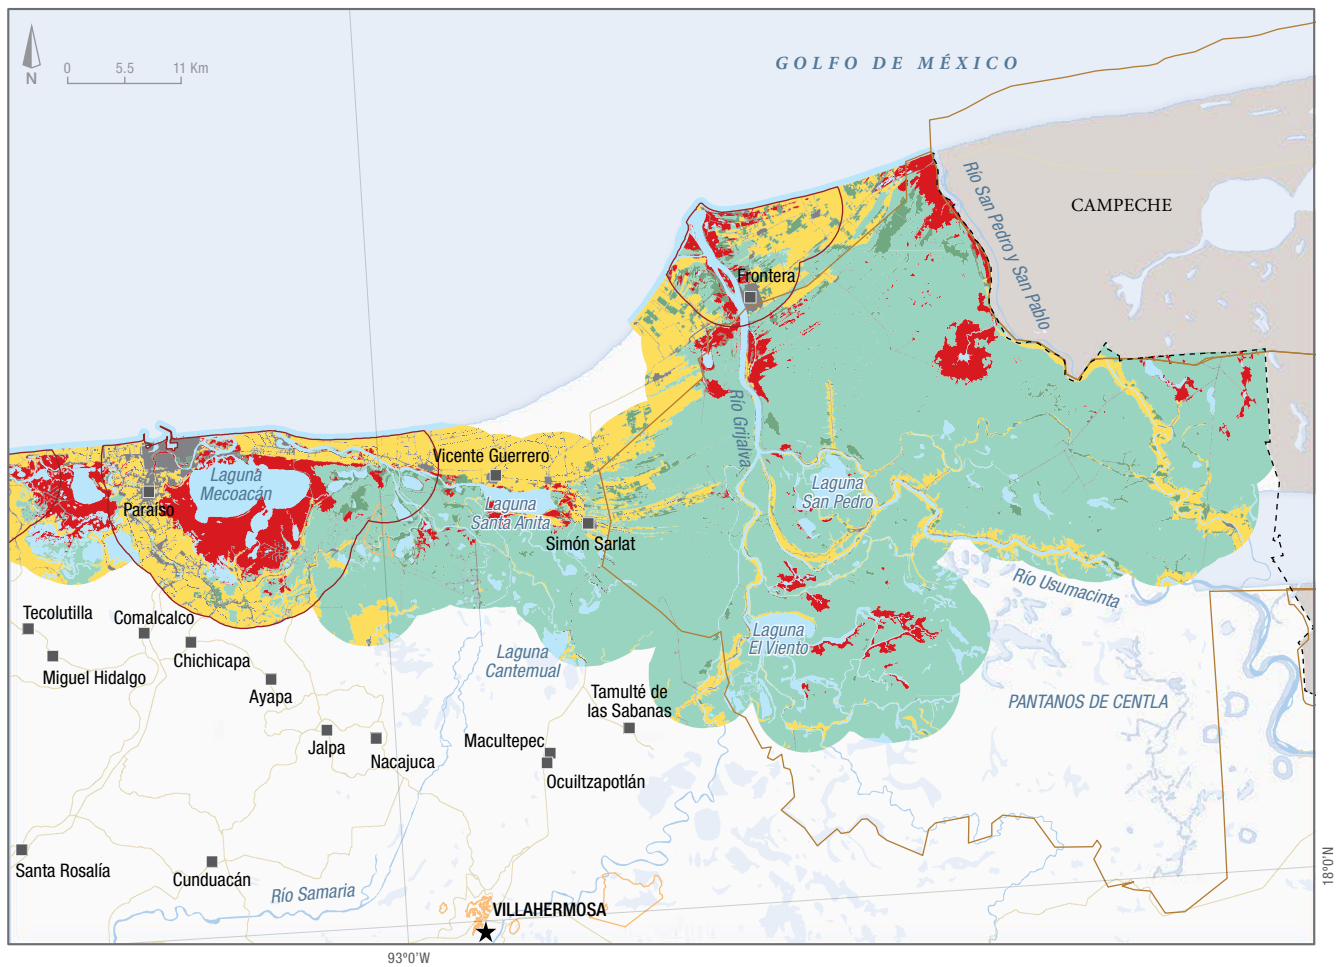 N
0 5.5 11 Km
GOLFO DE MÉXICO
CAMPECHE
Río San Pedro y San Pablo
Frontera
Río Grijalva
Vicente Guerrero
Laguna
Mecoacán
Paraíso
Laguna
Santa Anita
Simón Sarlat
Laguna
San Pedro
Río Usumacinta
Tecolutilla
Comalcalco
Chichicapa
Miguel Hidalgo
Ayapa
Laguna
Cantemual
Laguna
El Viento
Tamulté de
las Sabanas
PANTANOS DE CENTLA
Jalpa
Nacajuca
Macultepec
Ocuiltzapotlán
Santa Rosalía
Cunduacán
Río Samaria
VILLAHERMOSA
18°0'N
93°0'W